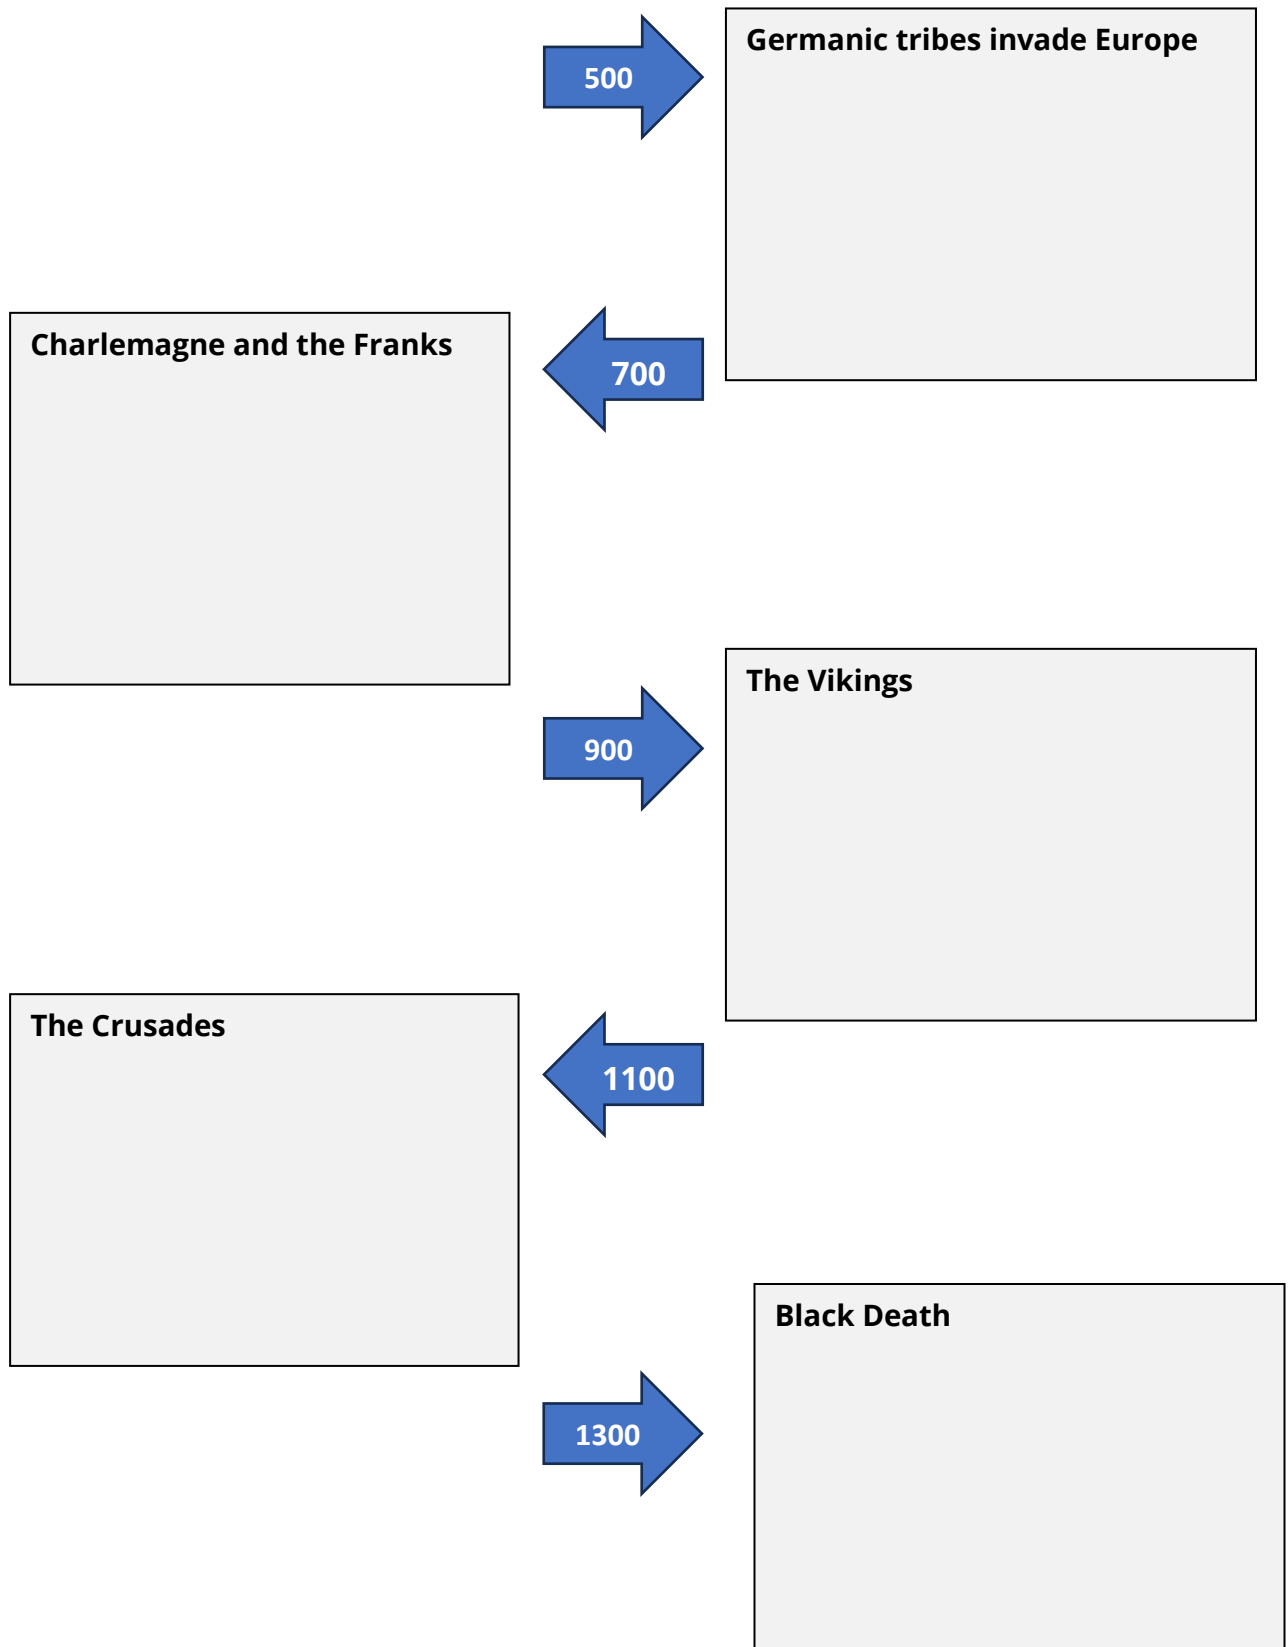 500
Germanic tribes invade Europe
Charlemagne and the Franks
700
The Vikings
900
The Crusades
1100
Black Death
1300